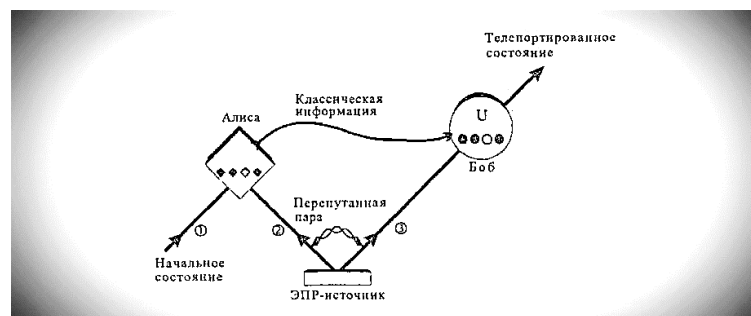 Телепортированное
состояние
Классическая
информация
Алиса
U
Боб
Перепутанная
пара
①
②
③
Начальное
состояние
ЭПР-источник